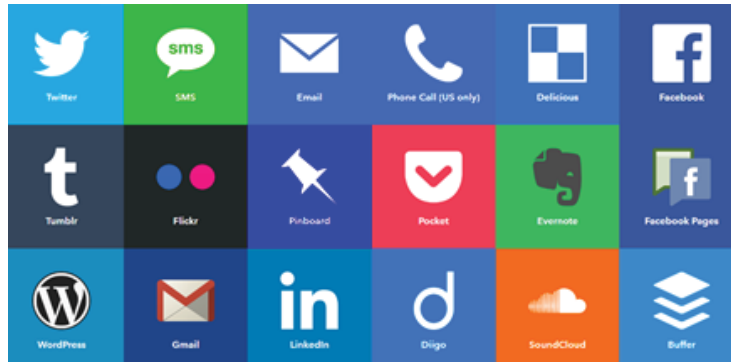 Twitter
sms
SMS
Email
Phone Call (US only)
Delicious
f
Facebook
t
Tumblr
Flickr
Pinboard
Pocket
Evernote
f
Facebook Pages
W
WordPress
M
Gmail
in
LinkedIn
d
Diigo
SoundCloud
Buffer